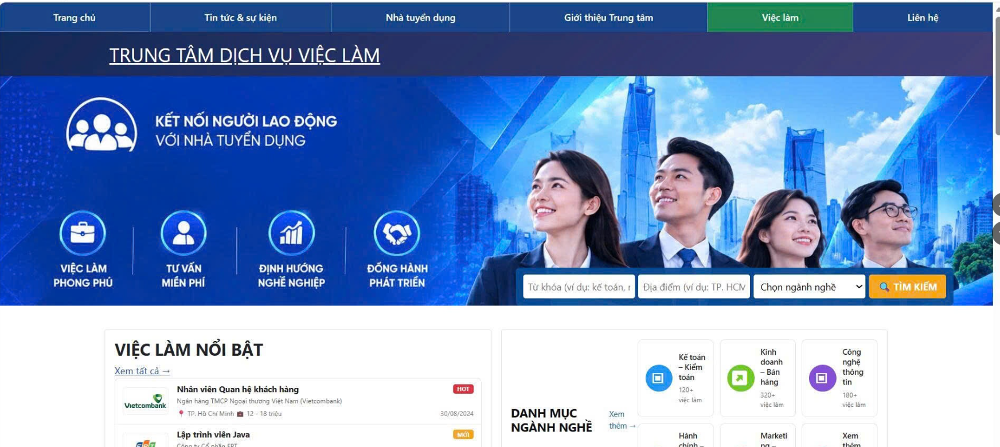 Trang chủ
Tin tức & sự kiện
Nhà tuyển dụng
Giới thiệu Trung tâm
Việc làm
Liên hệ
TRUNG TÂM DỊCH VỤ VIỆC LÀM
KẾT NỐI NGƯỜI LAO ĐỘNG
VỚI NHÀ TUYỂN DỤNG
VIỆC LÀM
PHONG PHÚ
TƯ VẤN
MIỄN PHÍ
ĐỊNH HƯỚNG
NGHỀ NGHIỆP
ĐỒNG HÀNH
PHÁT TRIỂN
Từ khóa (ví dụ: kế toán,
Địa điểm (ví dụ: TP. HCM
Chọn ngành nghề
TÌM KIẾM
VIỆC LÀM NỔI BẬT
Xem tất cả →
Vietcombank
Nhân viên Quan hệ khách hàng
HOT
Ngân hàng TMCP Ngoại thương Việt Nam (Vietcombank)
TP. Hồ Chí Minh 12 - 18 triệu
30/08/2024
FPT
Lập trình viên Java
MỚI
Công ty Cổ phần FPT
DANH MỤC
NGÀNH NGHỀ
Xem
thêm →
Kế toán
– Kiểm
toán
120+
việc làm
Kinh
doanh
– Bán
hàng
320+
việc làm
Công
nghệ
thông
tin
180+
việc làm
Hành
chính –
Marketi
ng –
Xem
thêm